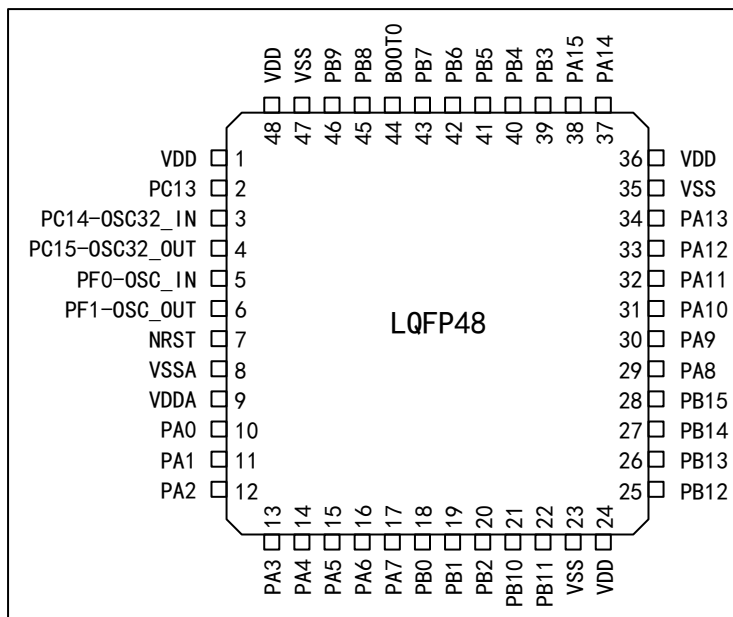 VDD VSS PB9 PB8 BOOT0 PB7 PB6 PB5 PB4 PB3 PA15 PA14
48 47 46 45 44 43 42 41 40 39 38 37
VDD 1 36 VDD
PC13 2 35 VSS
PC14-OSC32_IN 3 34 PA13
PC15-OSC32_OUT 4 33 PA12
PF0-OSC_IN 5 32 PA11
PF1-OSC_OUT 6 31 PA10
LQFP48
NRST 7 30 PA9
VSSA 8 29 PA8
VDDA 9 28 PB15
PA0 10 27 PB14
PA1 11 26 PB13
PA2 12 25 PB12
13 14 15 16 17 18 19 20 21 22 23 24
PA3 PA4 PA5 PA6 PA7 PB0 PB1 PB2 PB10 PB11 VSS VDD